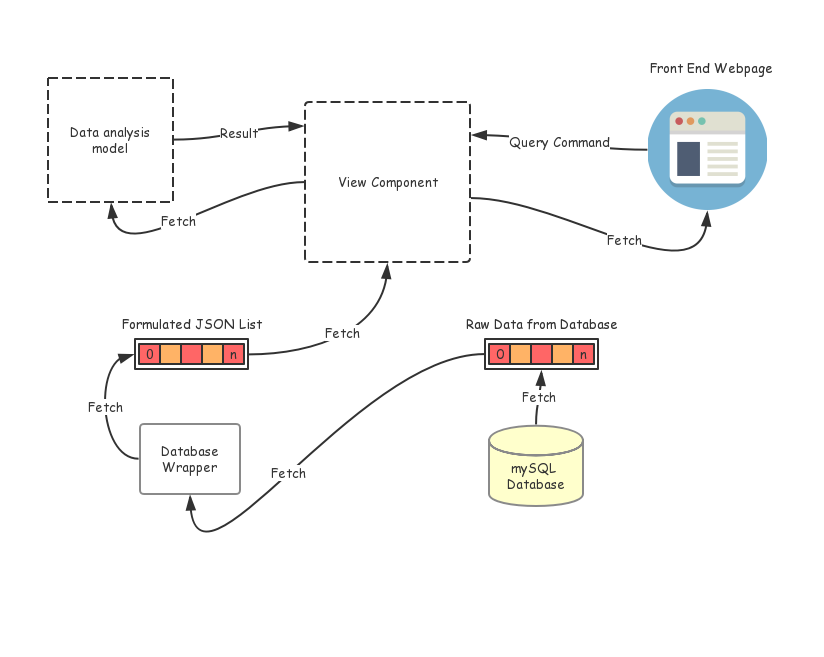 Front End Webpage
Data analysis
model
Result
Query Command
View Component
Fetch
Fetch
Formulated JSON List
Raw Data from Database
Fetch
0
n
0
n
Fetch
Fetch
Database
Wrapper
Fetch
mySQL
Database